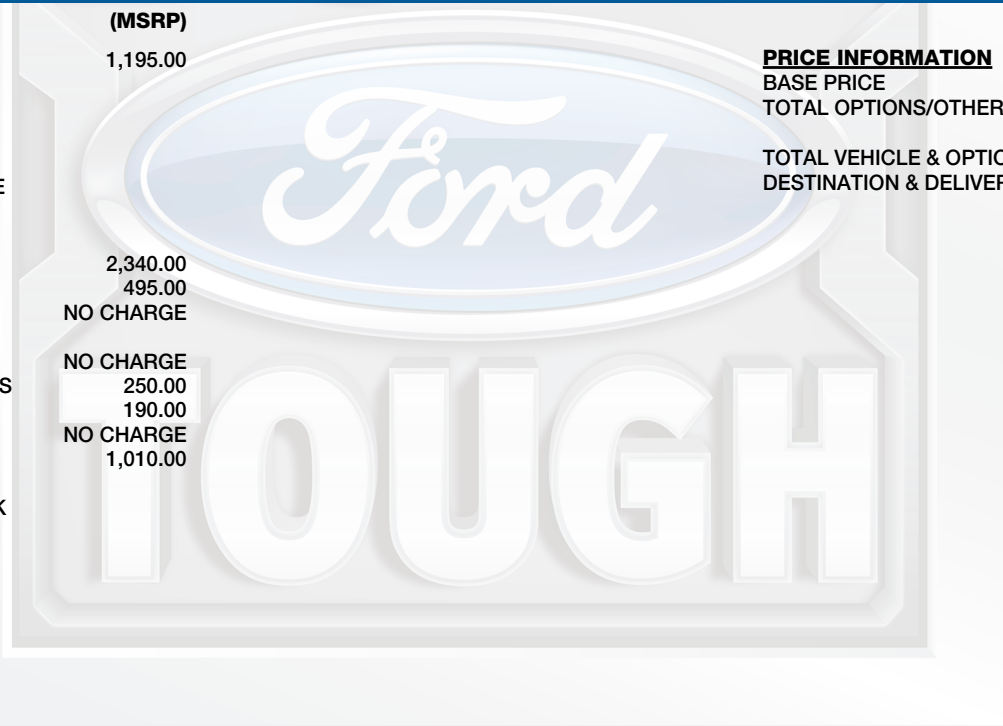 (MSRP)
1,195.00
E
2,340.00
495.00
NO CHARGE
NO CHARGE
S 250.00
190.00
NO CHARGE
1,010.00
K
PRICE INFORMATION
BASE PRICE
TOTAL OPTIONS/OTHER
TOTAL VEHICLE & OPTIO
DESTINATION & DELIVER
Ford
TOUGH